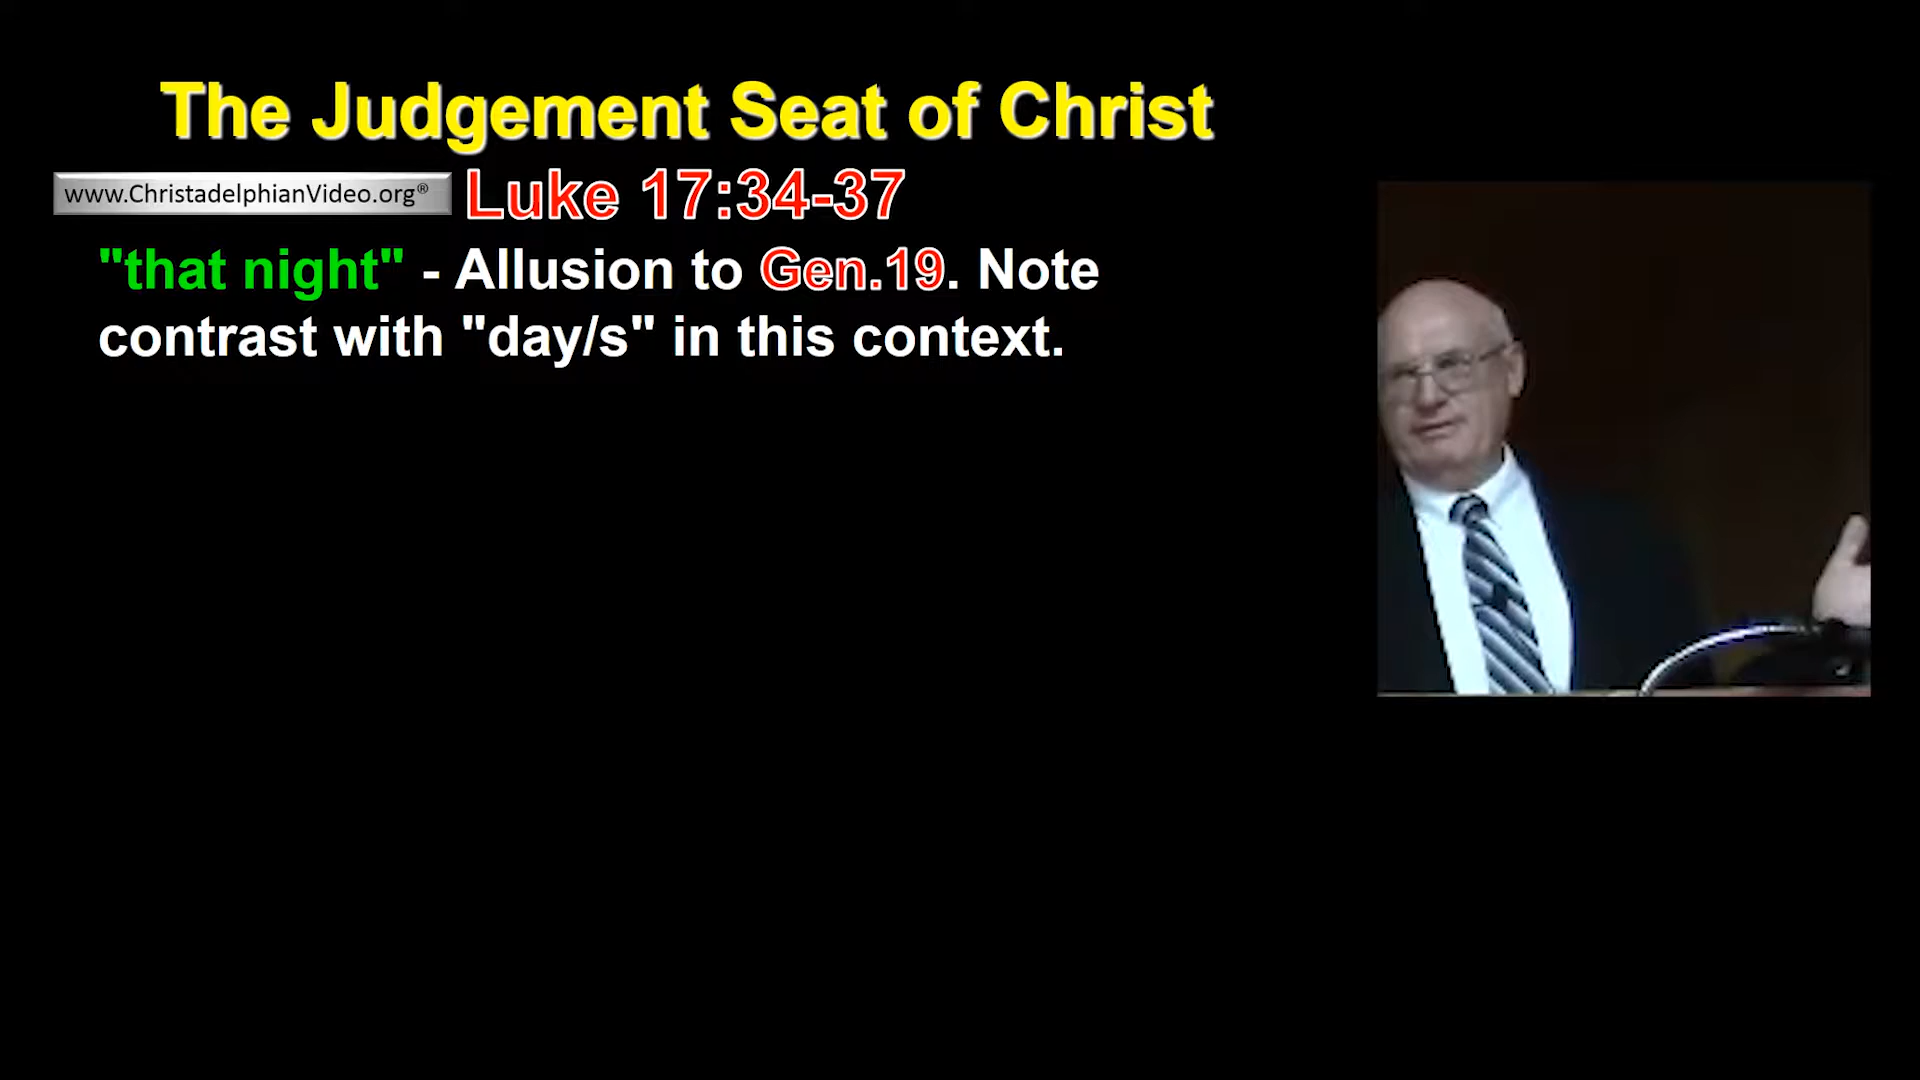 The Judgement Seat of Christ
www.ChristadelphianVideo.org® Luke 17:34-37
"that night" - Allusion to Gen.19. Note
contrast with "day/s" in this context.